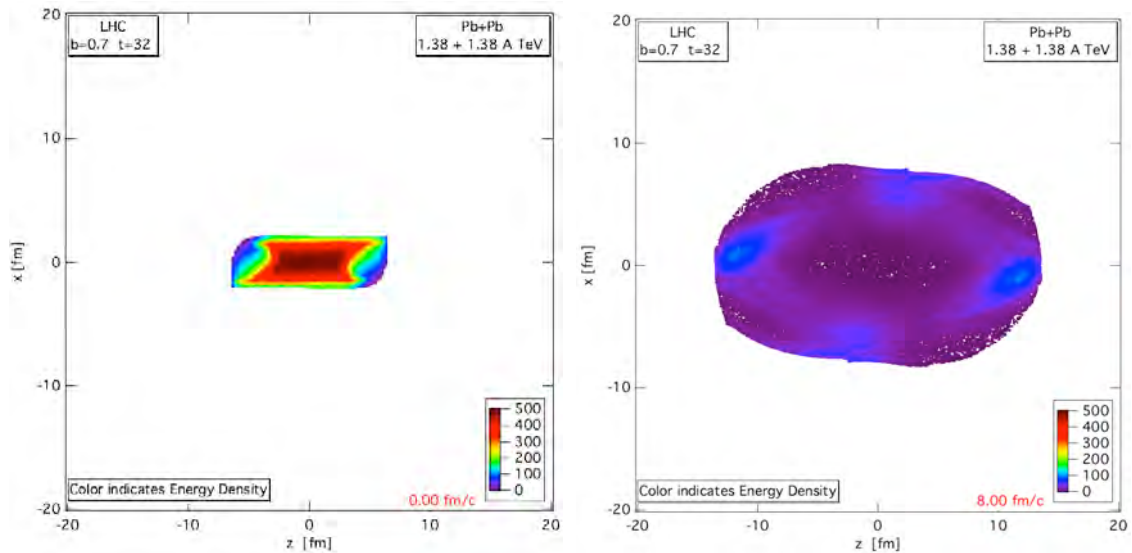 20
LHC
b=0.7 t=32
Pb+Pb
1.38 + 1.38 A TeV
10
x [fm]
0
-10
500
400
300
200
100
0
Color indicates Energy Density
0.00 fm/c
-20
-20
-10
0
10
20
z [fm]
20
LHC
b=0.7 t=32
Pb+Pb
1.38 + 1.38 A TeV
10
x [fm]
0
-10
500
400
300
200
100
0
Color indicates Energy Density
8.00 fm/c
-20
-20
-10
0
10
20
z [fm]